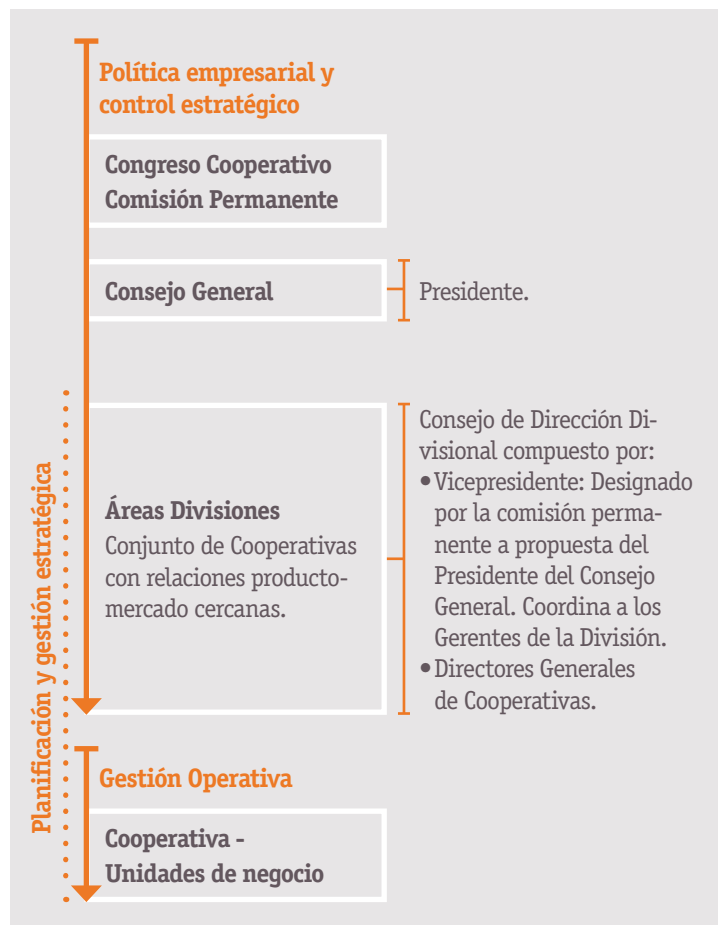 Política empresarial y
control estratégico
Congreso Cooperativo
Comisión Permanente
Consejo General
Presidente.
Planificación y gestión estratégica
Áreas Divisiones
Conjunto de Cooperativas
con relaciones producto-
mercado cercanas.
Consejo de Dirección Di-
visional compuesto por:
•Vicepresidente: Designado
por la comisión perma-
nente a propuesta del
Presidente del Consejo
General. Coordina a los
Gerentes de la División.
•Directores Generales
de Cooperativas.
Gestión Operativa
Cooperativa -
Unidades de negocio